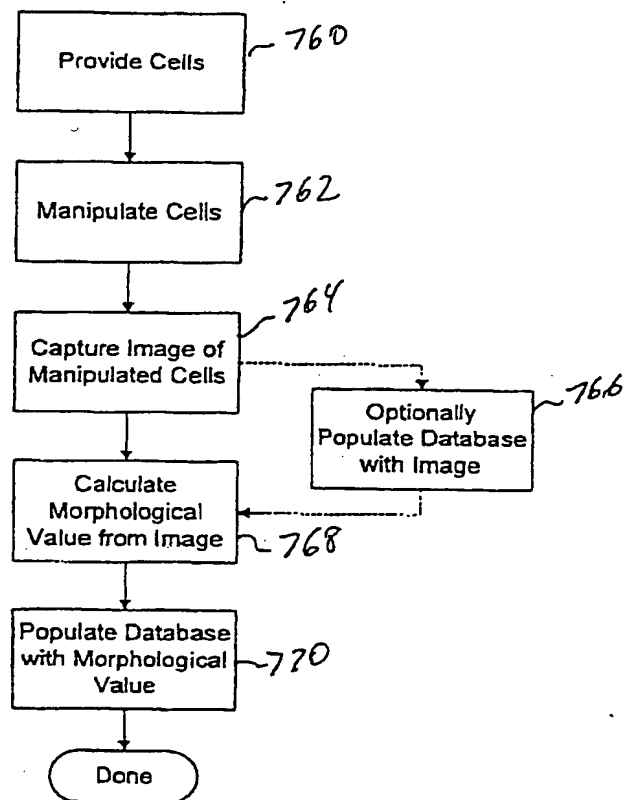 Provide Cells
760
Manipulate Cells
762
Capture Image of
Manipulated Cells
764
Optionally
Populate Database
with Image
766
Calculate
Morphological
Value from Image
768
Populate Database
with Morphological
Value
770
Done